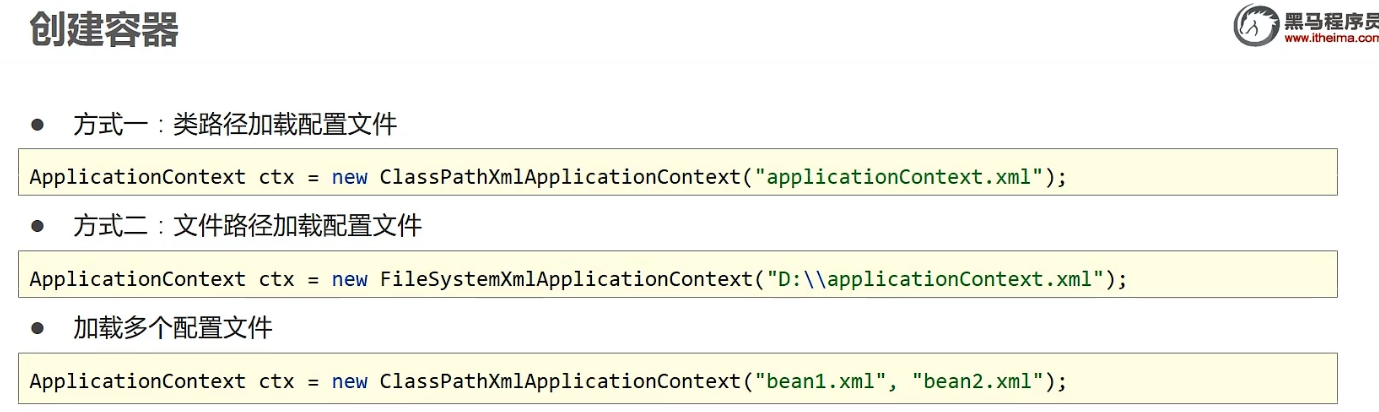 创建容器
黑马程序员
www.itheima.com
● 方式一：类路径加载配置文件
ApplicationContext ctx = new ClassPathXmlApplicationContext("applicationContext.xml");
● 方式二：文件路径加载配置文件
ApplicationContext ctx = new FileSystemXmlApplicationContext("D:\\applicationContext.xml");
● 加载多个配置文件
ApplicationContext ctx = new ClassPathXmlApplicationContext("bean1.xml", "bean2.xml");